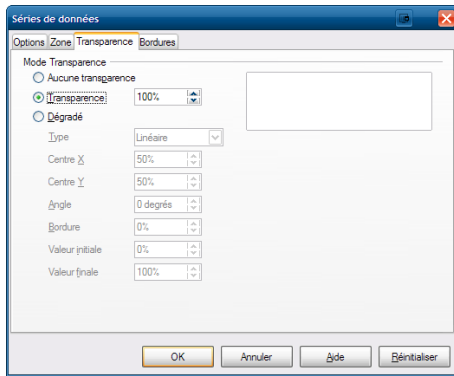 Séries de données
Options Zone Transparence Bordures
Mode Transparence
Aucune transparence
Transparence 100%
Dégradé
Type Linéaire
Centre X 50%
Centre Y 50%
Angle 0 degrés
Bordure 0%
Valeur initiale 0%
Valeur finale 100%
OK Annuler Aide Réinitialiser